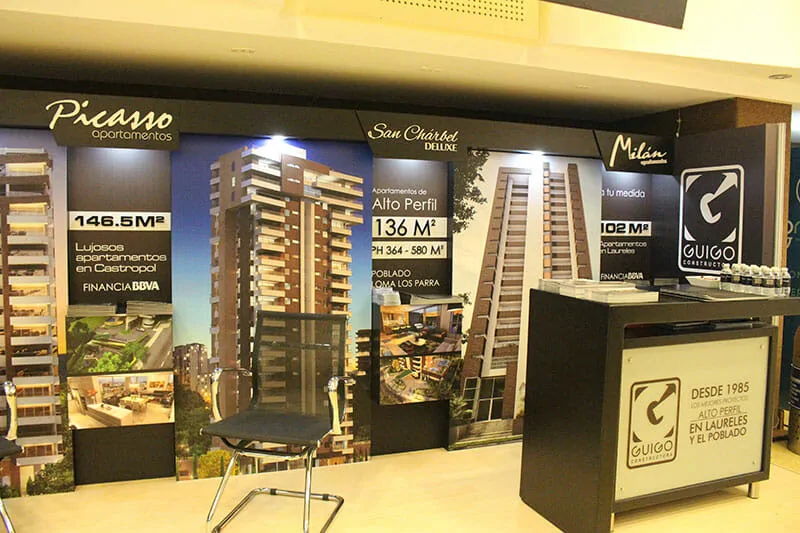 Picasso
apartamentos
146.5M²
Lujosos
apartamentos
en Castropol
FINANCIA BBVA
San Chárbel
DELUXE
Apartamentos de
Alto Perfil
136 M²
PH 364 - 580 M²
POBLADO
LOMA LOS PARRA
Milán
apartamentos
a tu medida
102 M²
Apartamentos
en Laureles
FINANCIA BBVA
GUIGO
CONSTRUCTORA
GUIGO
CONSTRUCTORA
DESDE 1985
LOS MEJORES PROYECTOS
ALTO PERFIL
EN LAURELES
Y EL POBLADO